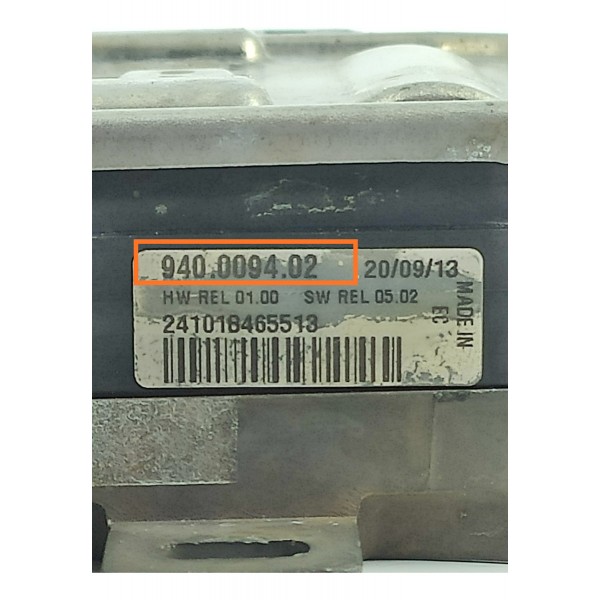 940.0094.02 20/09/13
HW REL 01.00 SW REL 05.02
241018465513
MADE IN
EC